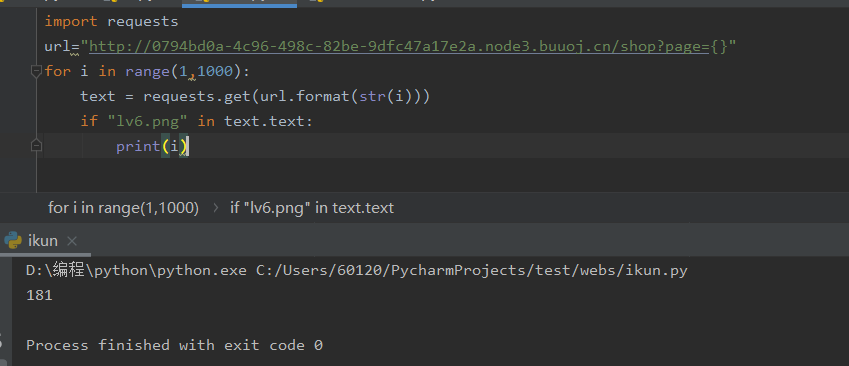 import requests
url="http://0794bd0a-4c96-498c-82be-9dfc47a17e2a.node3.buuoj.cn/shop?page={}"
for i in range(1,1000):
    text = requests.get(url.format(str(i)))
    if "lv6.png" in text.text:
        print(i)
for i in range(1,1000) › if "lv6.png" in text.text
ikun ×
D:\编程\python\python.exe C:/Users/60120/PycharmProjects/test/webs/ikun.py
181
Process finished with exit code 0